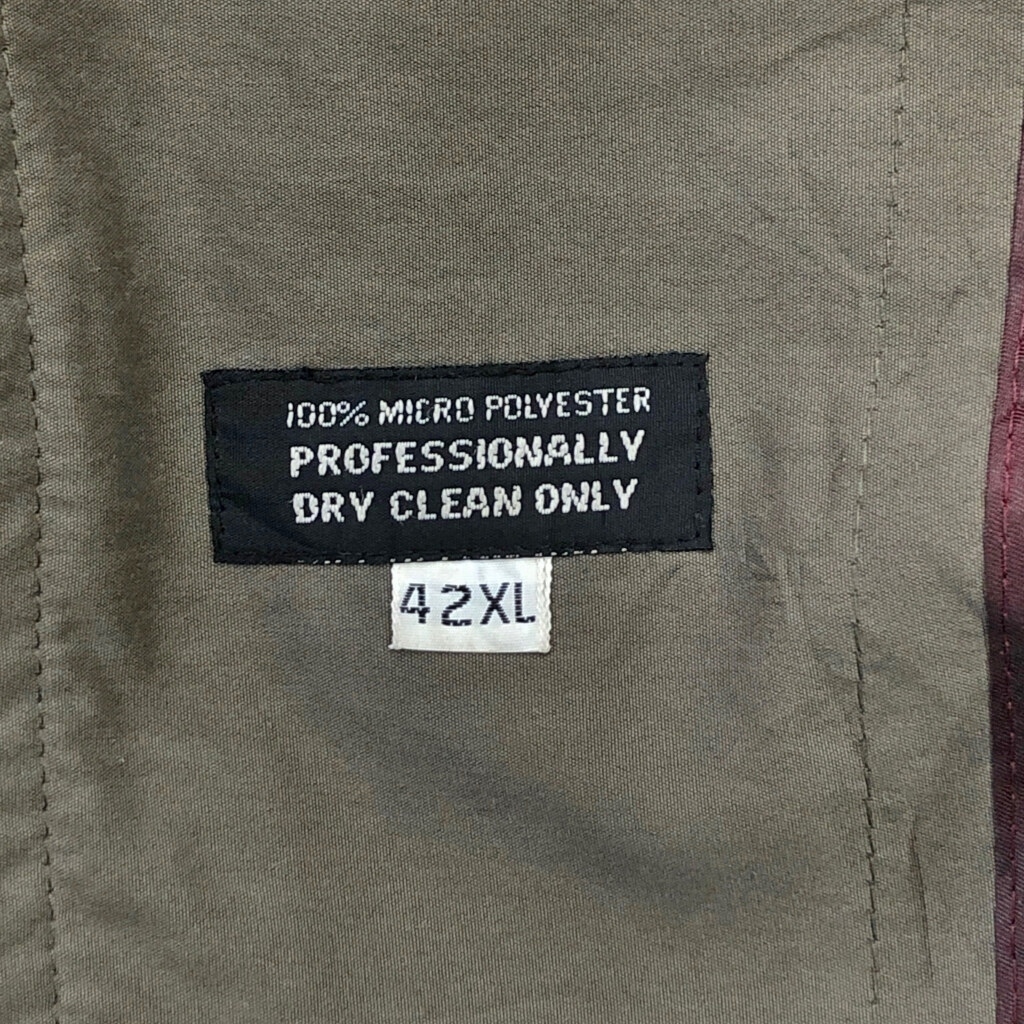 100% MICRO POLYESTER
PROFESSIONALLY
DRY CLEAN ONLY
42XL